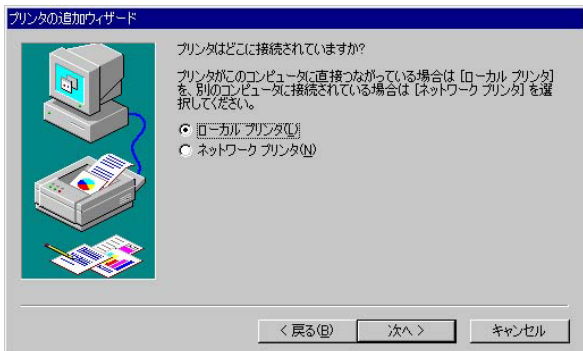 プリンタの追加ウィザード
プリンタはどこに接続されていますか?
プリンタがこのコンピュータに直接つながっている場合は [ローカル プリンタ]
を、別のコンピュータに接続されている場合は [ネットワーク プリンタ] を選
択してください。
ローカル プリンタ(L)
ネットワーク プリンタ(N)
< 戻る(B)
次へ >
キャンセル